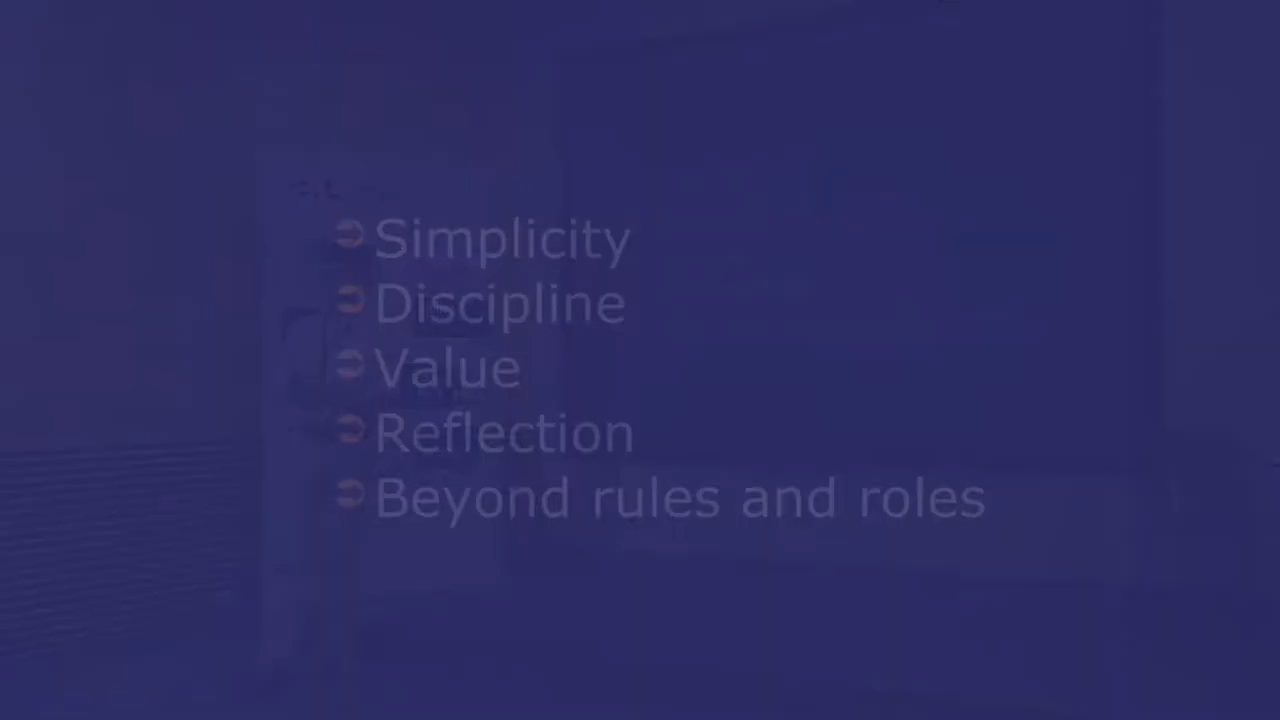 Simplicity
Discipline
Value
Reflection
Beyond rules and roles